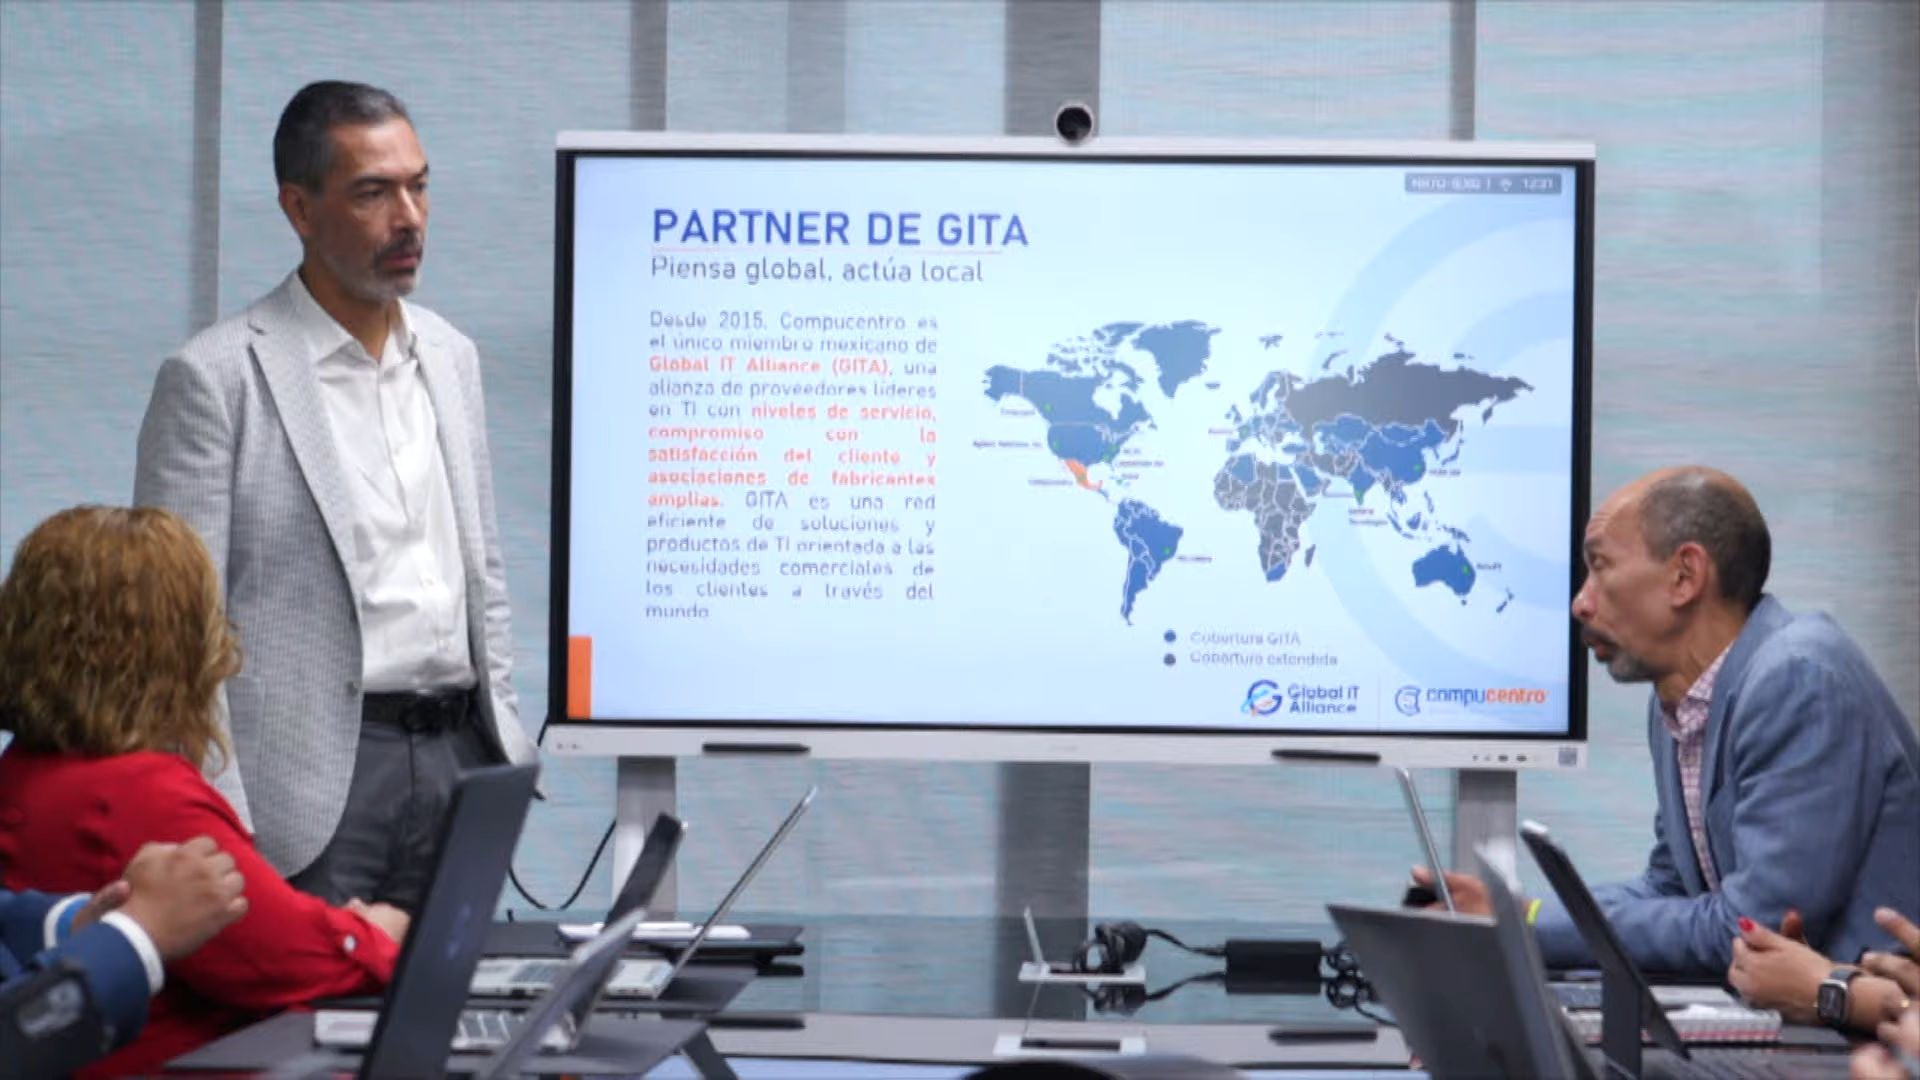 1231
PARTNER DE GITA
Piensa global, actúa local
Desde 2015, Compucentro es
el único miembro mexicano de
Global IT Alliance (GITA), una
alianza de proveedores líderes
en TI con niveles de servicio,
compromiso con la
satisfacción del cliente y
asociaciones de fabricantes
amplias. GITA es una red
eficiente de soluciones y
productos de TI orientada a las
necesidades comerciales de
los clientes a través del
mundo.
Cobertura GITA
Cobertura extendida
Global IT
Alliance
compucentro